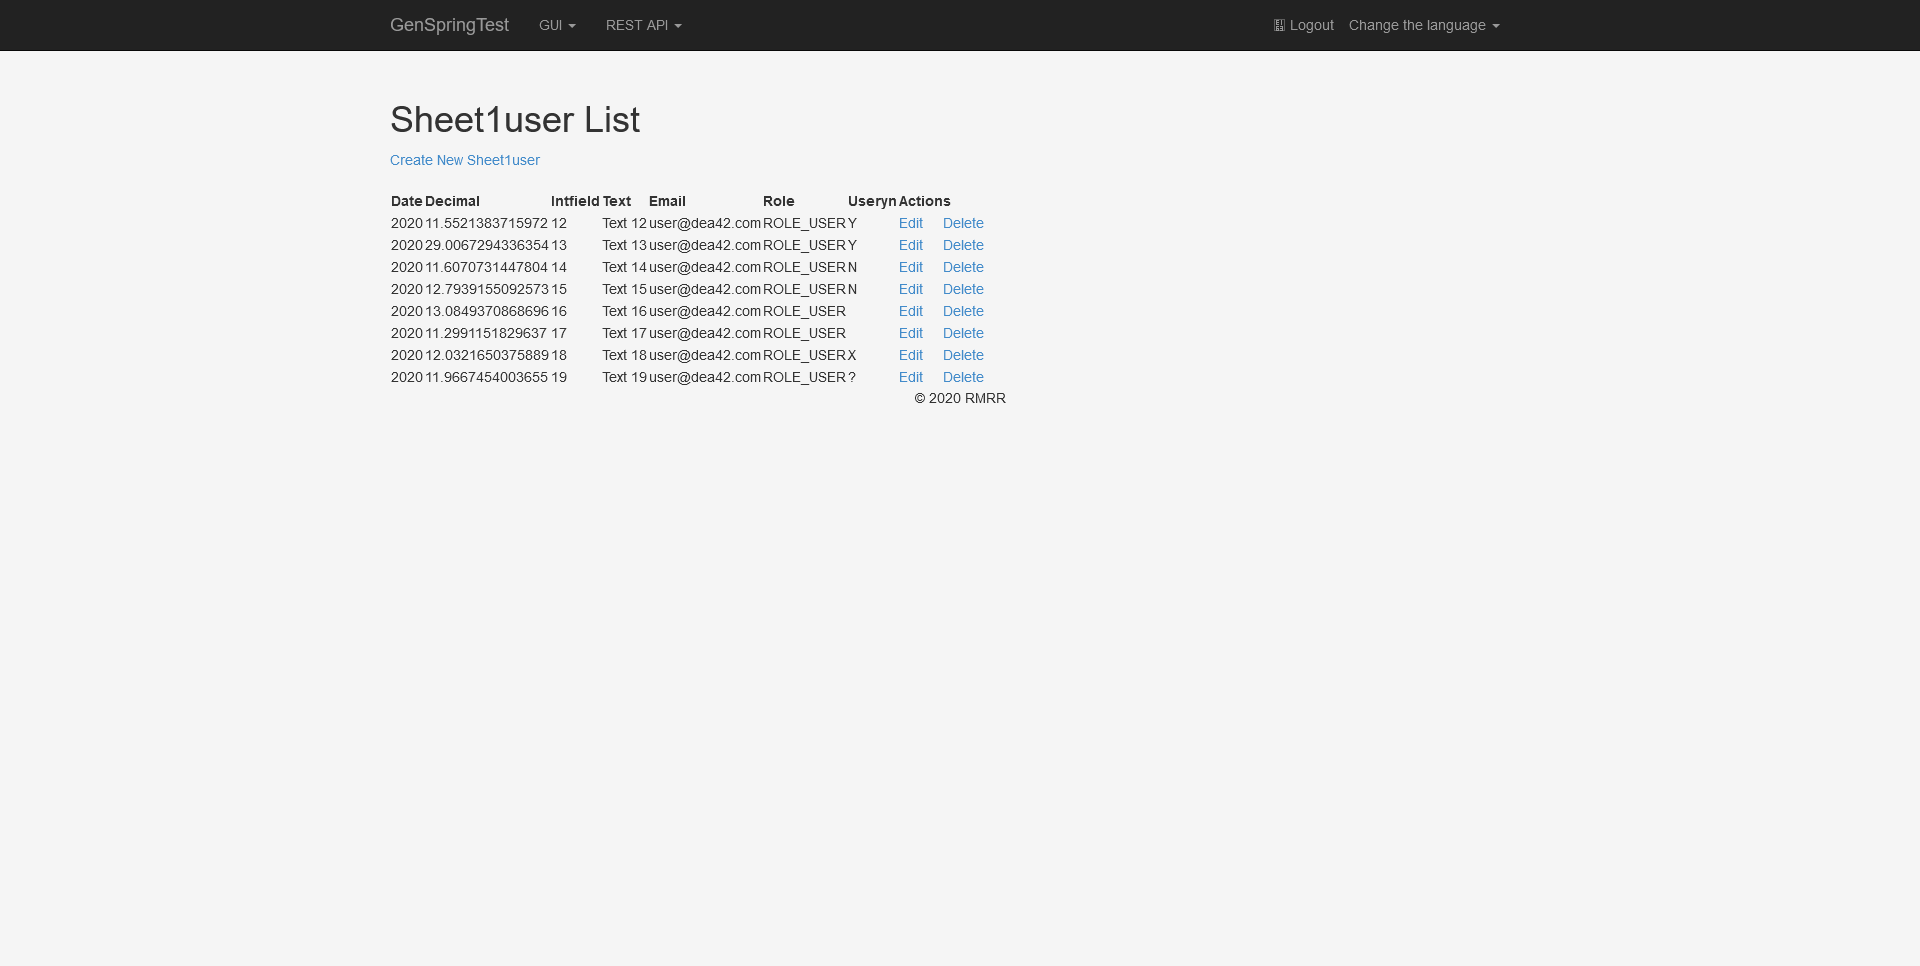 GenSpringTest GUI REST API Logout Change the language
Sheet1user List
Create New Sheet1user
Date Decimal Intfield Text Email Role Useryn Actions
2020 11.5521383715972 12 Text 12 user@dea42.com ROLE_USER Y Edit Delete
2020 29.0067294336354 13 Text 13 user@dea42.com ROLE_USER Y Edit Delete
2020 11.6070731447804 14 Text 14 user@dea42.com ROLE_USER N Edit Delete
2020 12.7939155092573 15 Text 15 user@dea42.com ROLE_USER N Edit Delete
2020 13.0849370868696 16 Text 16 user@dea42.com ROLE_USER Edit Delete
2020 11.2991151829637 17 Text 17 user@dea42.com ROLE_USER Edit Delete
2020 12.0321650375889 18 Text 18 user@dea42.com ROLE_USER X Edit Delete
2020 11.9667454003655 19 Text 19 user@dea42.com ROLE_USER ? Edit Delete
© 2020 RMRR